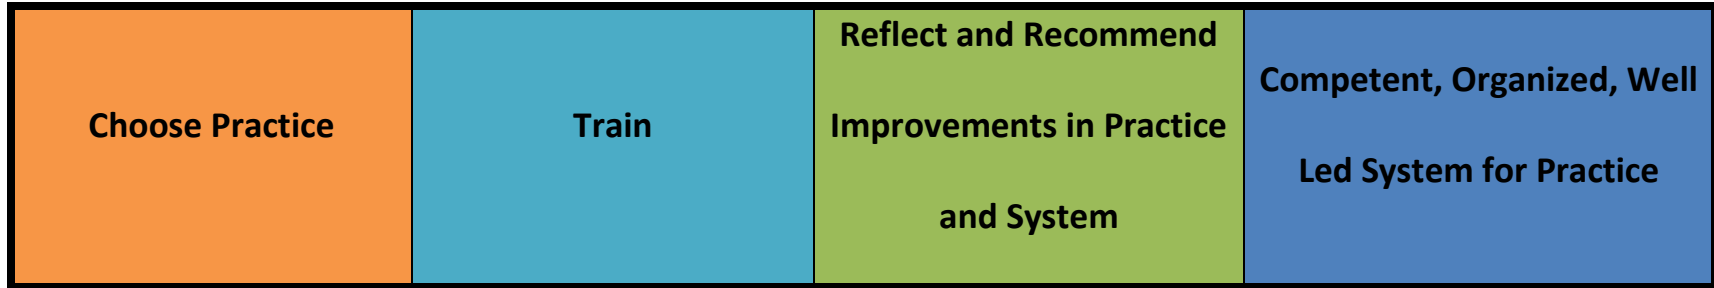 Choose Practice
Train
Reflect and Recommend
Improvements in Practice
and System
Competent, Organized, Well
Led System for Practice